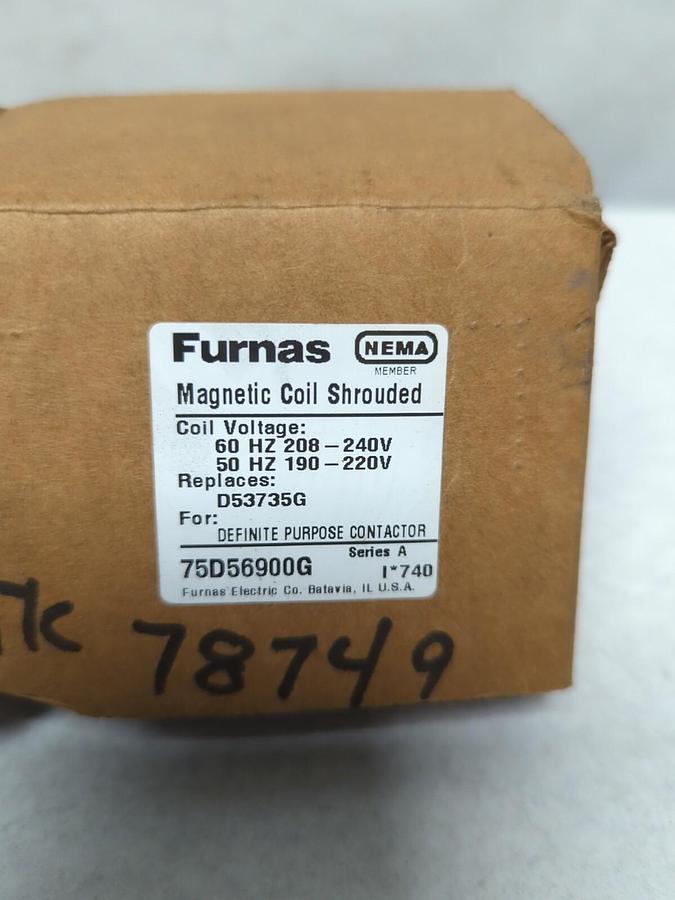 Furnas NEMA
MEMBER
Magnetic Coil Shrouded
Coil Voltage:
60 HZ 208-240V
50 HZ 190-220V
Replaces:
D53735G
For:
DEFINITE PURPOSE CONTACTOR
Series A
75D56900G I*740
Furnas Electric Co. Batavia, IL U.S.A.
78749